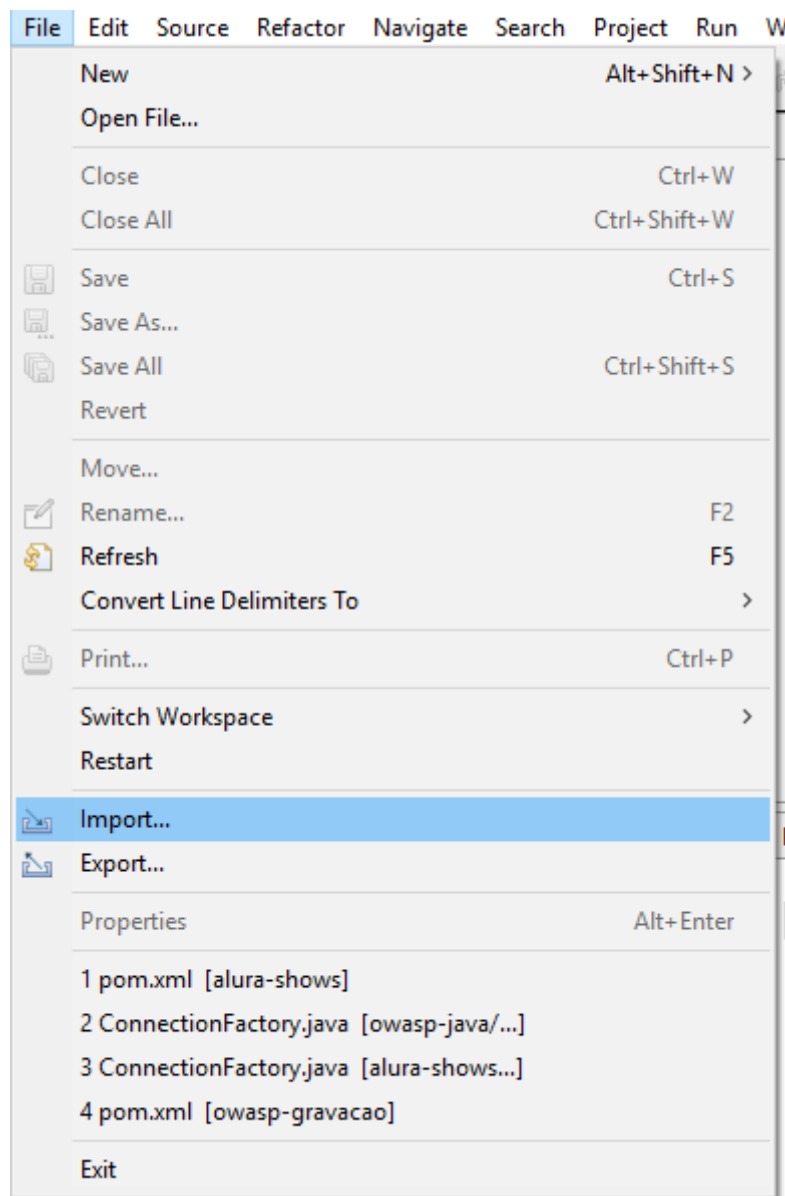 File Edit Source Refactor Navigate Search Project Run W
New Alt+Shift+N >
Open File...
Close Ctrl+W
Close All Ctrl+Shift+W
Save Ctrl+S
Save As...
Save All Ctrl+Shift+S
Revert
Move...
Rename... F2
Refresh F5
Convert Line Delimiters To >
Print... Ctrl+P
Switch Workspace >
Restart
Import...
Export...
Properties Alt+Enter
1 pom.xml [alura-shows]
2 ConnectionFactory.java [owasp-java/...]
3 ConnectionFactory.java [alura-shows...]
4 pom.xml [owasp-gravacao]
Exit